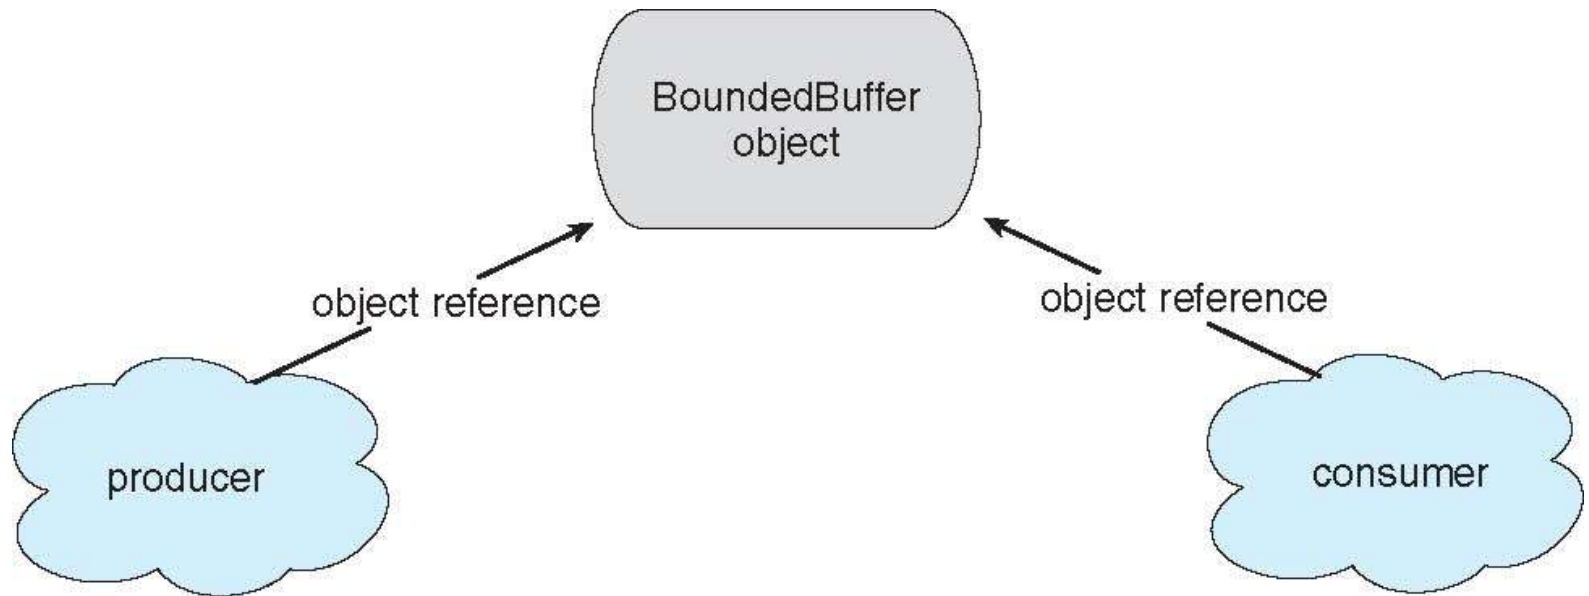 BoundedBuffer
object
object reference
object reference
producer
consumer